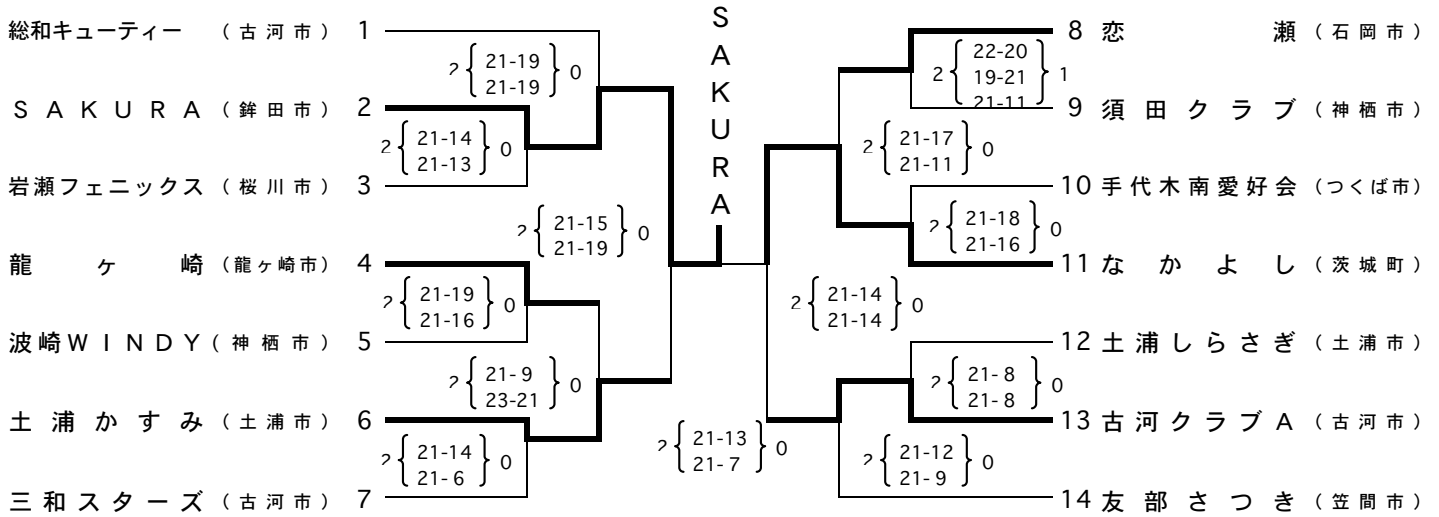 総和キューティー （古河市） 1
2 21-19 0
21-19
SAKURA （鉾田市） 2
2 21-14 0
21-13
岩瀬フェニックス （桜川市） 3
2 21-15 0
21-19
龍ヶ崎 （龍ヶ崎市） 4
2 21-19 0
21-16
波崎WINDY （神栖市） 5
2 21-9 0
23-21
土浦かすみ （土浦市） 6
2 21-14 0
21-6
三和スターズ （古河市） 7
SAKURA
2 21-13 0
21-7
8 恋瀬 （石岡市）
22-20
2 19-21 1
21-11
9 須田クラブ （神栖市）
2 21-17 0
21-11
10 手代木南愛好会 （つくば市）
2 21-18 0
21-16
11 なかよし （茨城町）
2 21-14 0
21-14
12 土浦しらさぎ （土浦市）
2 21-8 0
21-8
13 古河クラブA （古河市）
2 21-12 0
21-9
14 友部さつき （笠間市）